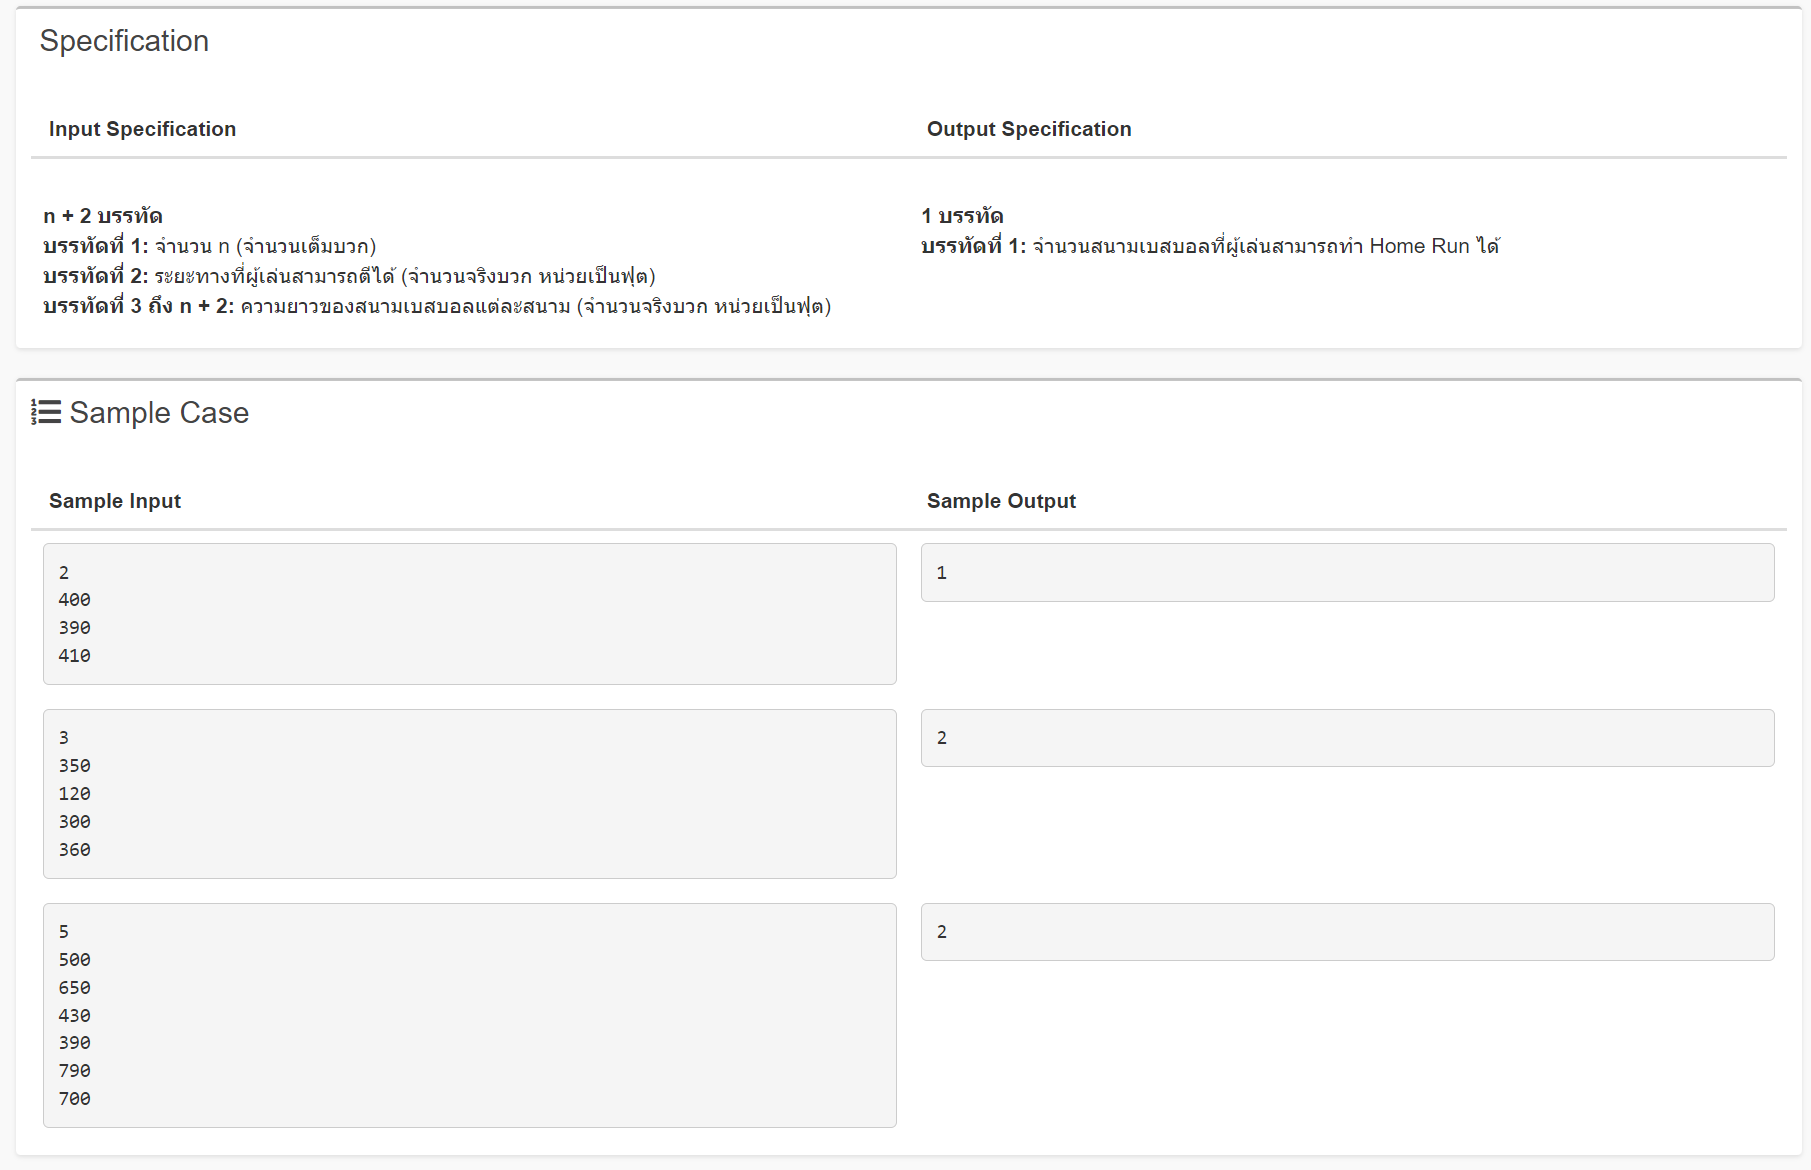 Specification
Input Specification
Output Specification
n + 2 บรรทัด
บรรทัดที่ 1: จำนวน n (จำนวนเต็มบวก)
บรรทัดที่ 2: ระยะทางที่ผู้เล่นสามารถตีได้ (จำนวนจริงบวก หน่วยเป็นฟุต)
บรรทัดที่ 3 ถึง n + 2: ความยาวของสนามเบสบอลแต่ละสนาม (จำนวนจริงบวก หน่วยเป็นฟุต)
1 บรรทัด
บรรทัดที่ 1: จำนวนสนามเบสบอลที่ผู้เล่นสามารถทำ Home Run ได้
Sample Case
Sample Input
Sample Output
2
400
390
410
1
3
350
120
300
360
2
5
500
650
430
390
790
700
2